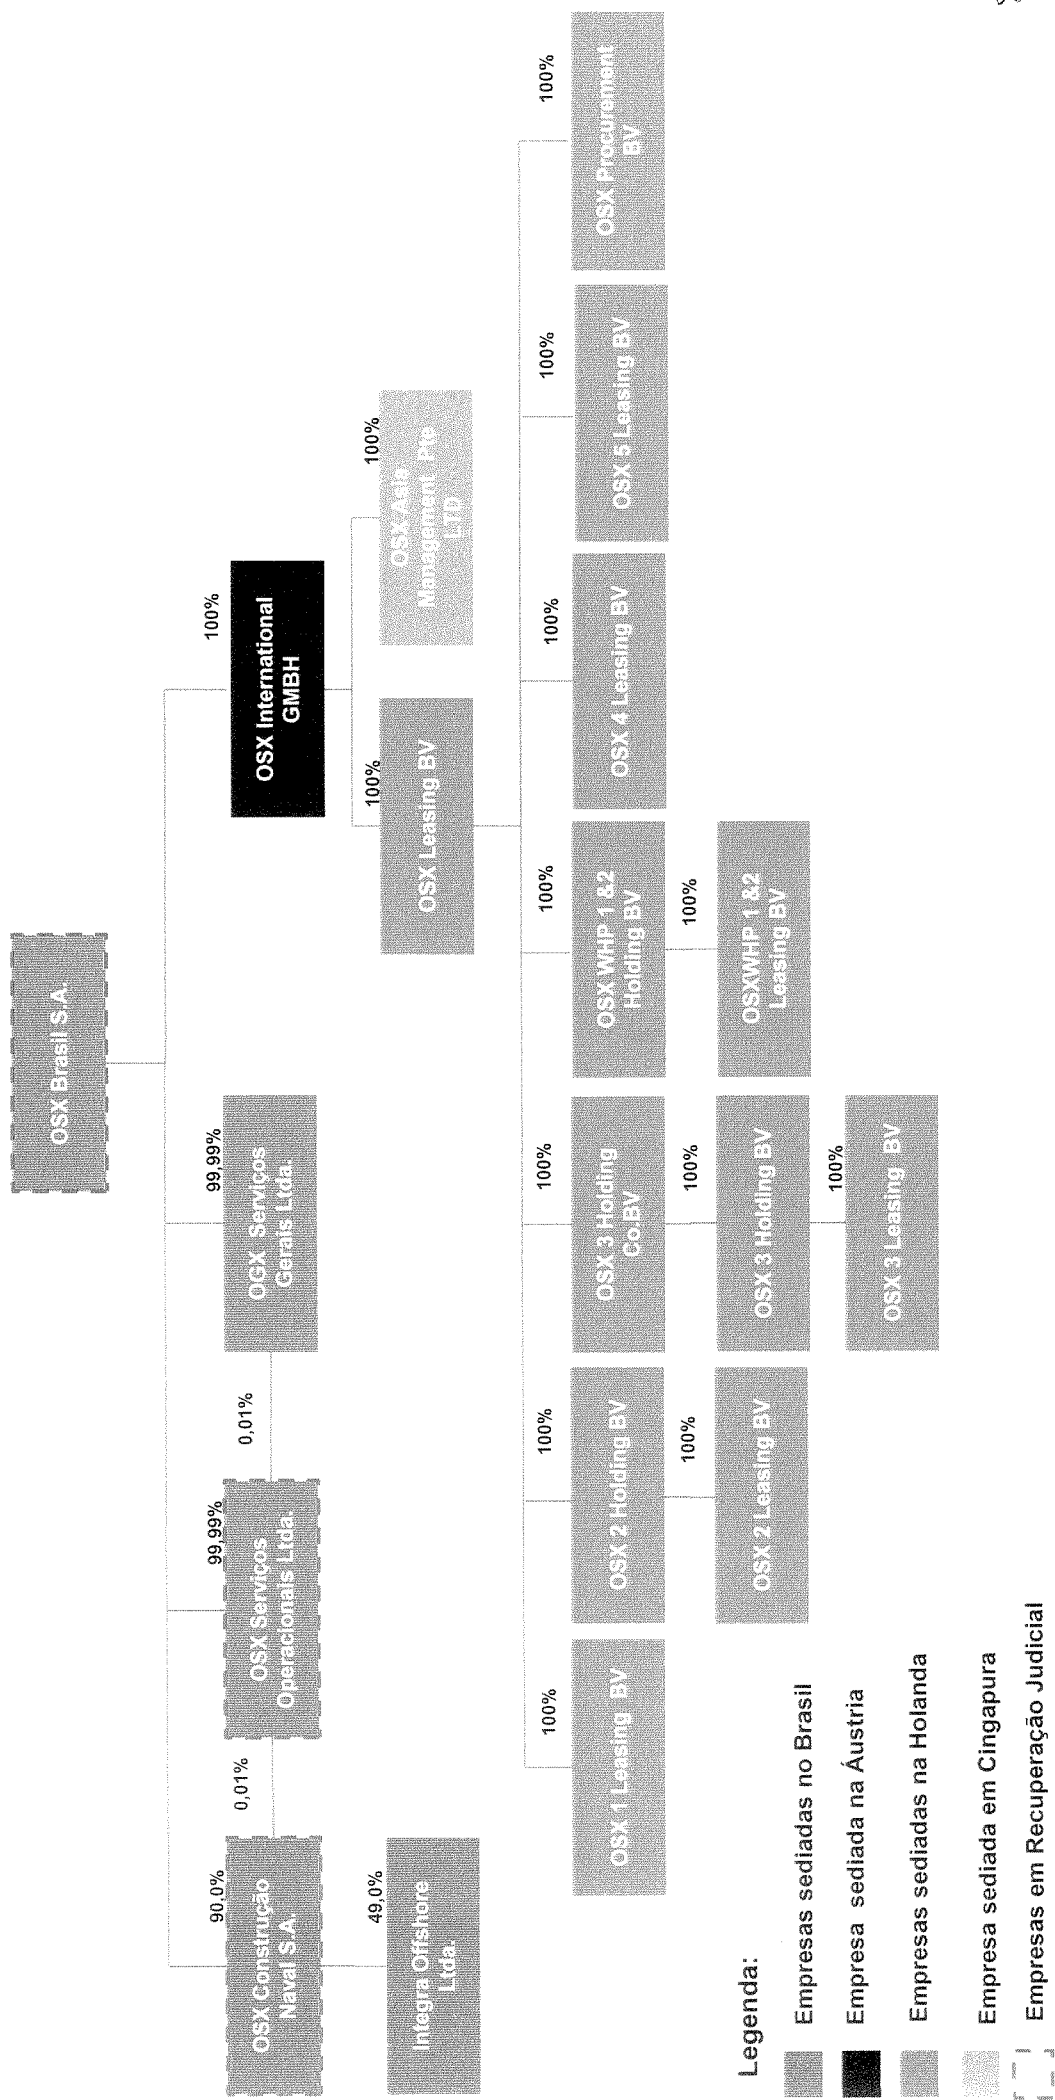 OSX Brasil S.A.
90,0%
OSX Construção
Naval S.A.
0,01%
99,99%
OSX Serviços
Operacionais Ltda.
0,01%
99,99%
OGX Serviços
Gerais Ltda.
100%
OSX International
GMBH
49,0%
Integra Offshore
Ltda.
100%
OSX Leasing BV
100%
OSX Asia
Management Pte
LTD
100%
OSX 1 Leasing BV
100%
OSX 2 Holding BV
100%
OSX 3 Holding
Co.BV
100%
OSX WHP 1 &2
Holding BV
100%
OSX 4 Leasing BV
100%
OSX 5 Leasing BV
100%
OSX Procurement
BV
100%
OSX 2 Leasing BV
100%
OSX 3 Holding BV
100%
OSXWHP 1 &2
Leasing BV
100%
OSX 3 Leasing BV
Legenda:
Empresas sediadas no Brasil
Empresa sediada na Áustria
Empresas sediadas na Holanda
Empresa sediada em Cingapura
Empresas em Recuperação Judicial